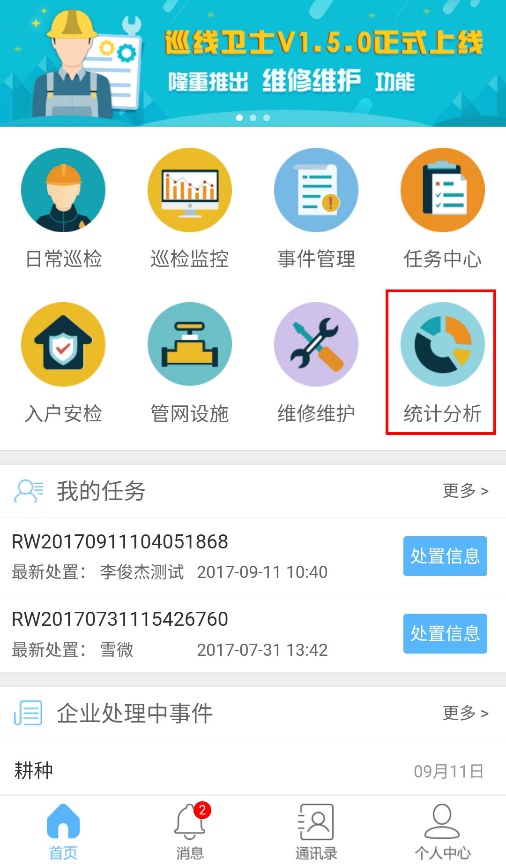 巡线卫士V1.5.0正式上线
隆重推出 维修维护 功能
日常巡检 巡检监控 事件管理 任务中心
入户安检 管网设施 维修维护 统计分析
我的任务 更多 >
RW20170911104051868
处置信息
最新处置： 李俊杰测试 2017-09-11 10:40
RW20170731115426760
处置信息
最新处置： 雪微 2017-07-31 13:42
企业处理中事件 更多 >
耕种 09月11日
2
首页 消息 通讯录 个人中心